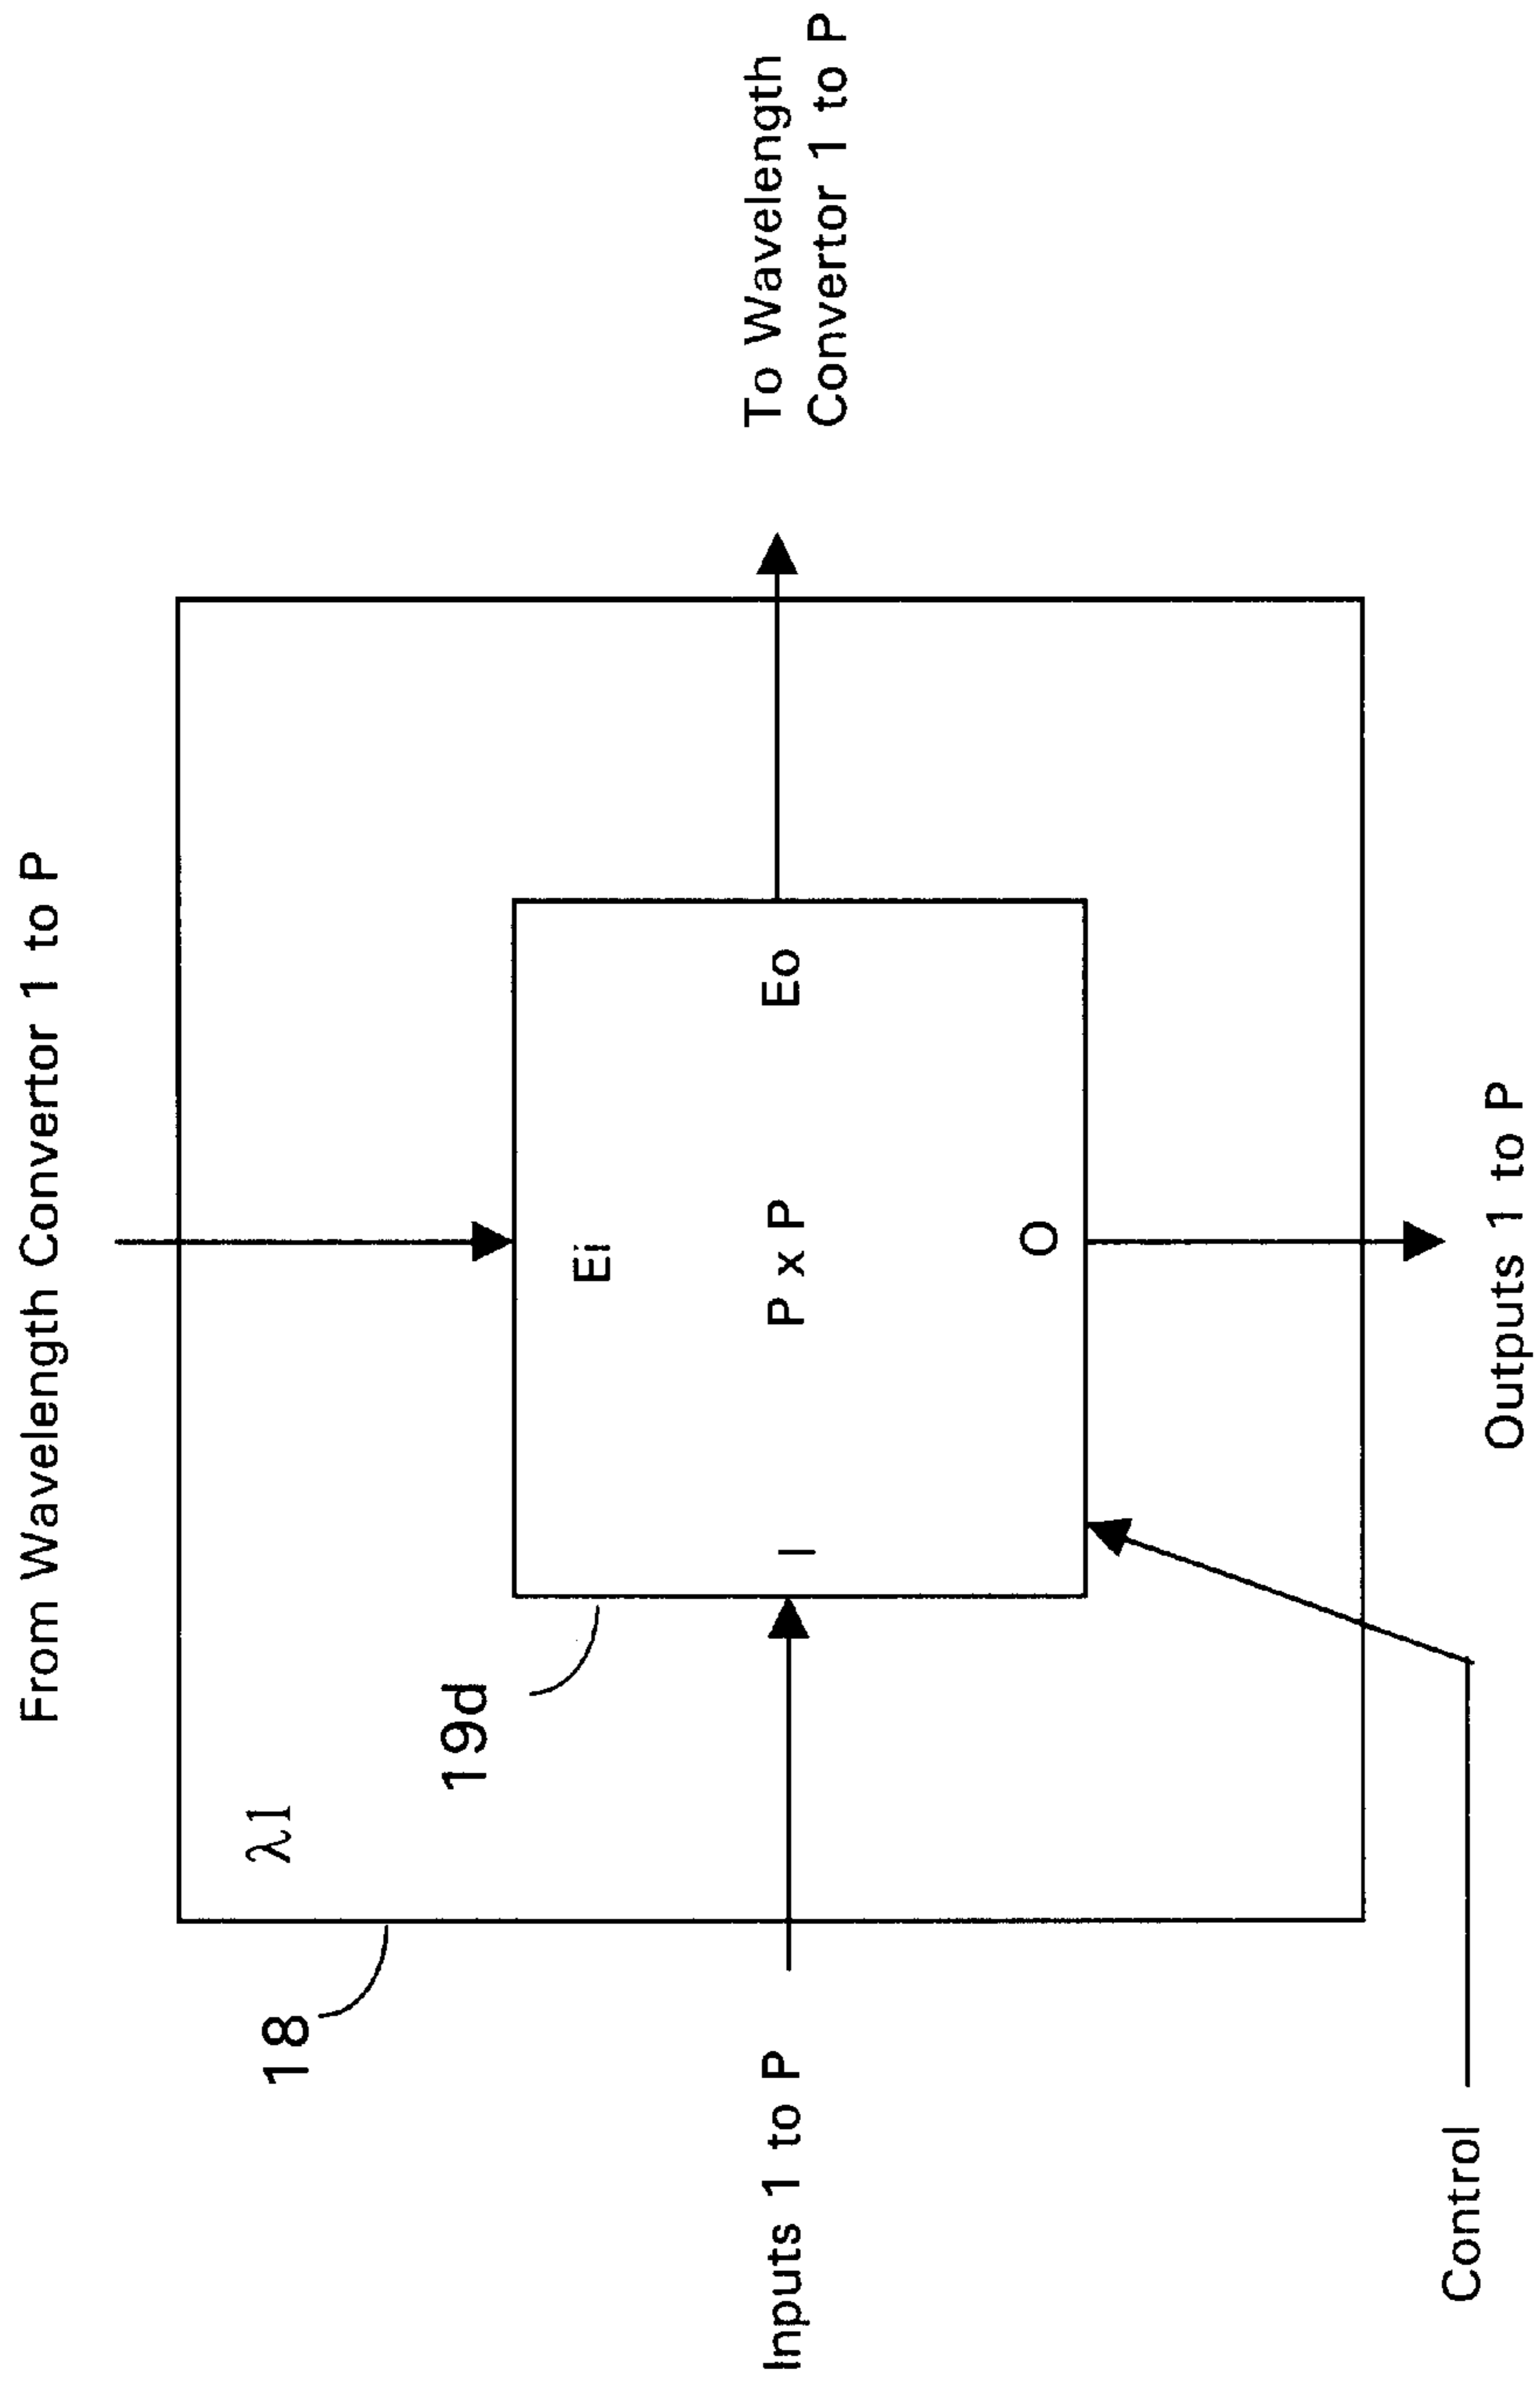 From Wavelength Convertor 1 to P
18
λ1
19d
Ei
Inputs 1 to P
I
P x P
Eo
To Wavelength
Convertor 1 to P
O
Control
Outputs 1 to P